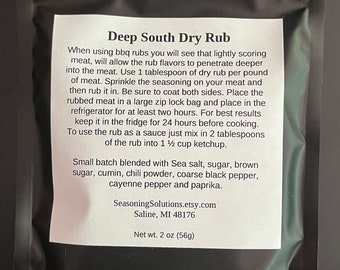 Deep South Dry Rub
When using bbq rubs you will see that lightly scoring
meat, will allow the rub flavors to penetrate deeper
into the meat. Use 1 tablespoon of dry rub per pound
of meat. Sprinkle the seasoning on your meat and
then rub it in. Be sure to coat both sides. Place the
rubbed meat in a large zip lock bag and place in the
refrigerator for at least two hours. For best results
keep it in the fridge for 24 hours before cooking.
To use the rub as a sauce just mix in 2 tablespoons
of the rub into 1 ½ cup ketchup.
Small batch blended with Sea salt, sugar, brown
sugar, cumin, chili powder, coarse black pepper,
cayenne pepper and paprika.
SeasoningSolutions.etsy.com
Saline, MI 48176
Net wt. 2 oz (56g)